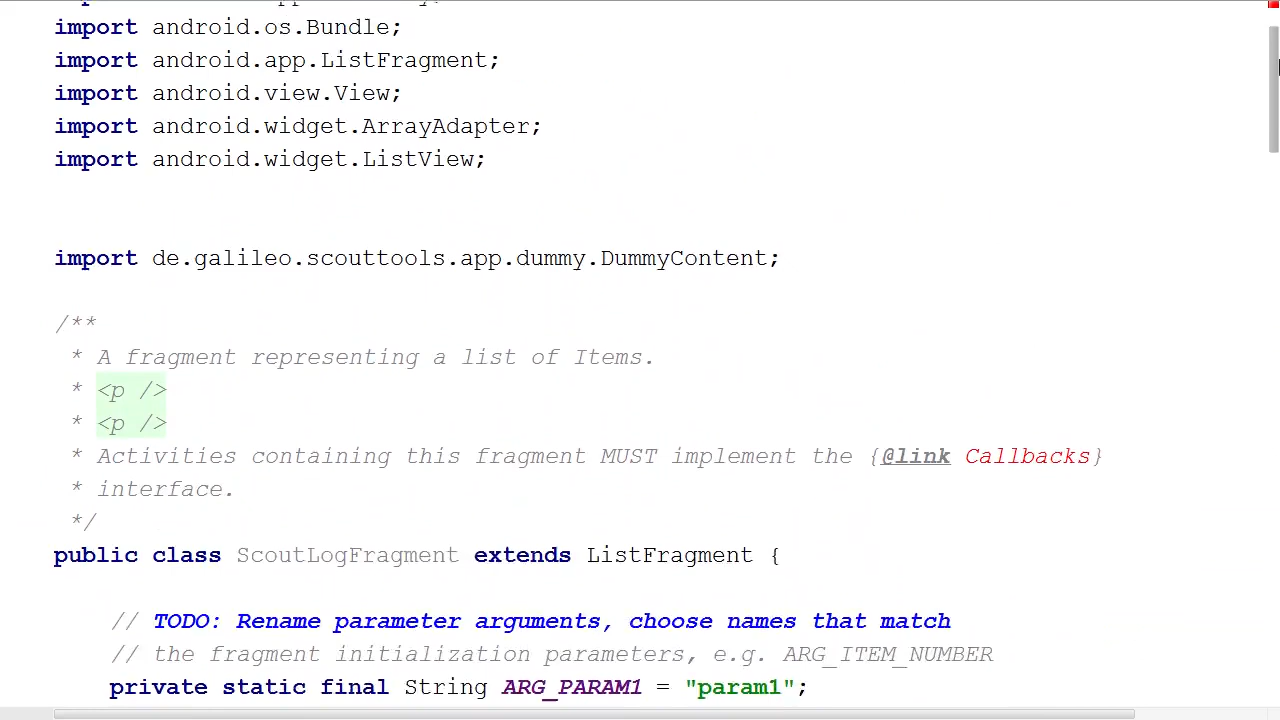 import android.os.Bundle;
import android.app.ListFragment;
import android.view.View;
import android.widget.ArrayAdapter;
import android.widget.ListView;
import de.galileo.scouttools.app.dummy.DummyContent;
/**
* A fragment representing a list of Items.
* <p />
* <p />
* Activities containing this fragment MUST implement the {@link Callbacks}
* interface.
*/
public class ScoutLogFragment extends ListFragment {
// TODO: Rename parameter arguments, choose names that match
// the fragment initialization parameters, e.g. ARG_ITEM_NUMBER
private static final String ARG_PARAM1 = "param1";